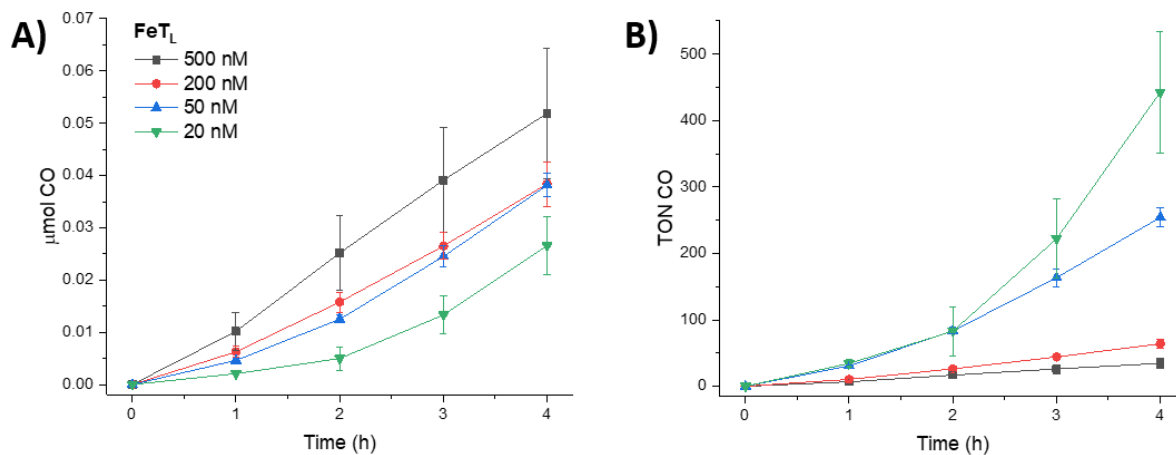 A)
FeT_L
500 nM
200 nM
50 nM
20 nM
0.07
0.06
0.05
0.04
0.03
0.02
0.01
0.00
μmol CO
0 1 2 3 4
Time (h)
B)
500
400
300
200
100
0
TON CO
0 1 2 3 4
Time (h)